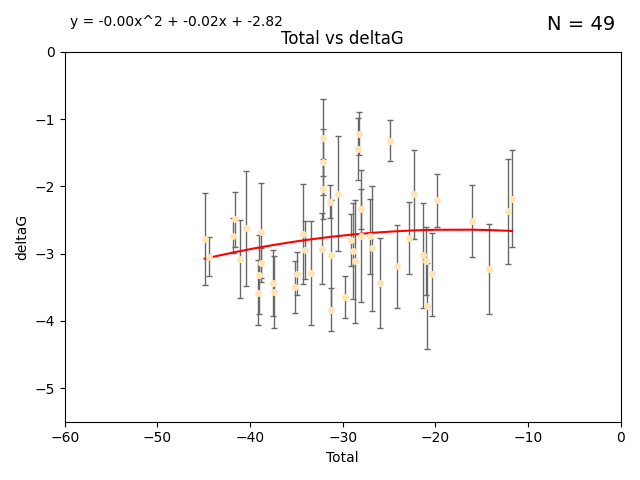 y = -0.00x^2 + -0.02x + -2.82
N = 49
Total vs deltaG
0
−1
−2
−3
−4
−5
deltaG
−60 −50 −40 −30 −20 −10 0
Total